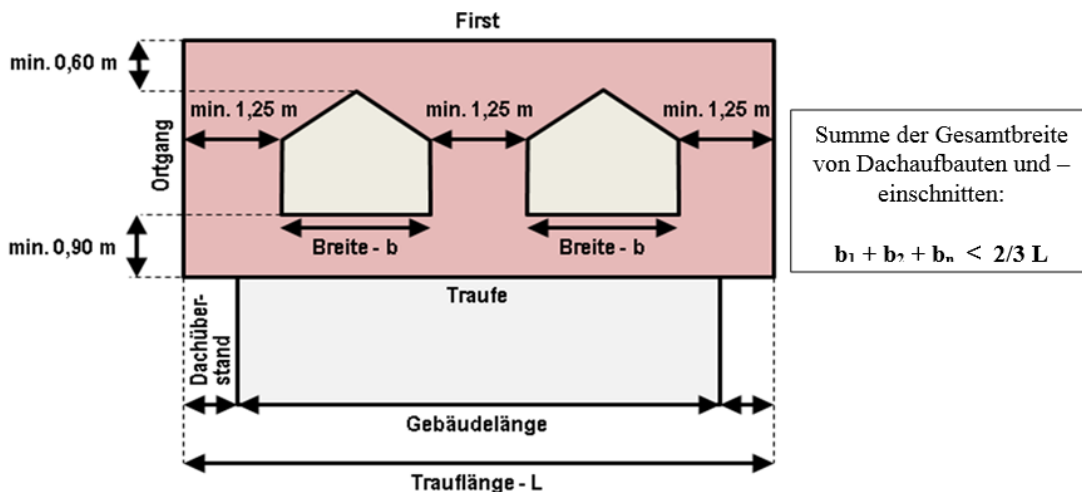 First
min. 0,60 m
min. 1,25 m
min. 1,25 m
min. 1,25 m
Ortgang
min. 0,90 m
Breite - b
Breite - b
Traufe
Dachüber-
stand
Gebäudelänge
Trauflänge - L
Summe der Gesamtbreite
von Dachaufbauten und –
einschnitten:
b₁ + b₂ + bₙ < 2/3 L